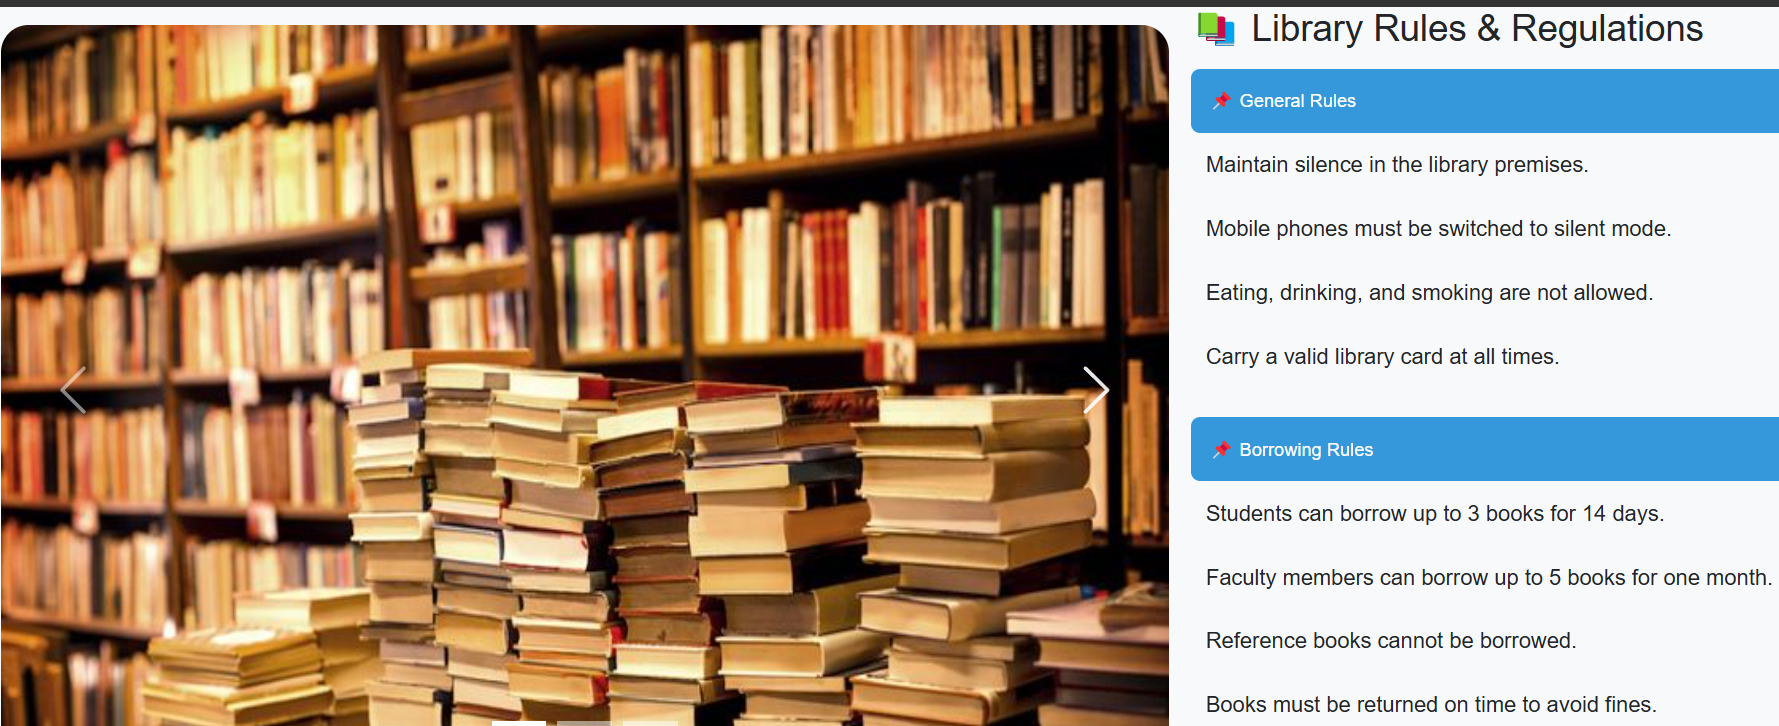 Library Rules & Regulations
General Rules
Maintain silence in the library premises.
Mobile phones must be switched to silent mode.
Eating, drinking, and smoking are not allowed.
Carry a valid library card at all times.
Borrowing Rules
Students can borrow up to 3 books for 14 days.
Faculty members can borrow up to 5 books for one month.
Reference books cannot be borrowed.
Books must be returned on time to avoid fines.